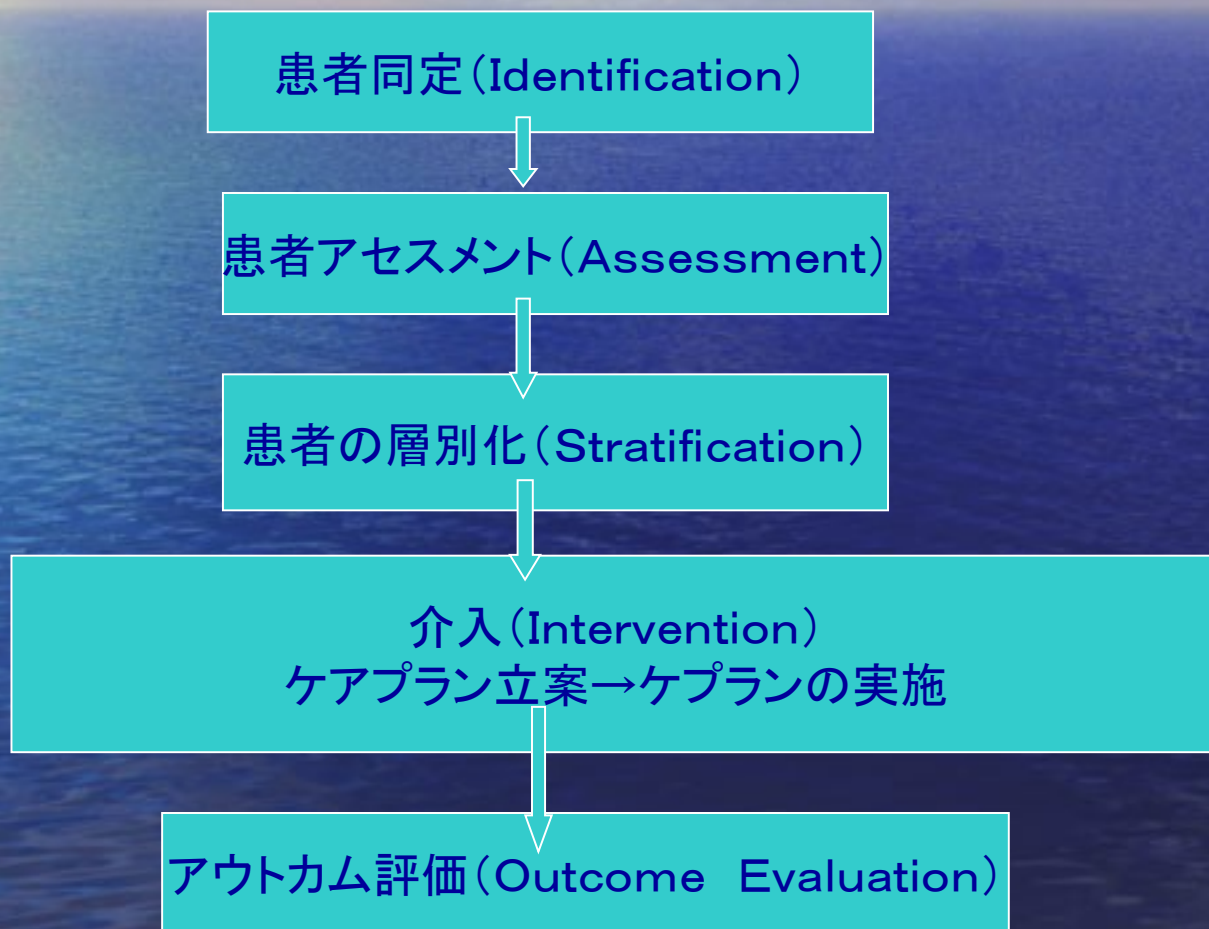 患者同定(Identification)
患者アセスメント(Assessment)
患者の層別化(Stratification)
介入(Intervention)
ケアプラン立案→ケプランの実施
アウトカム評価(Outcome Evaluation)